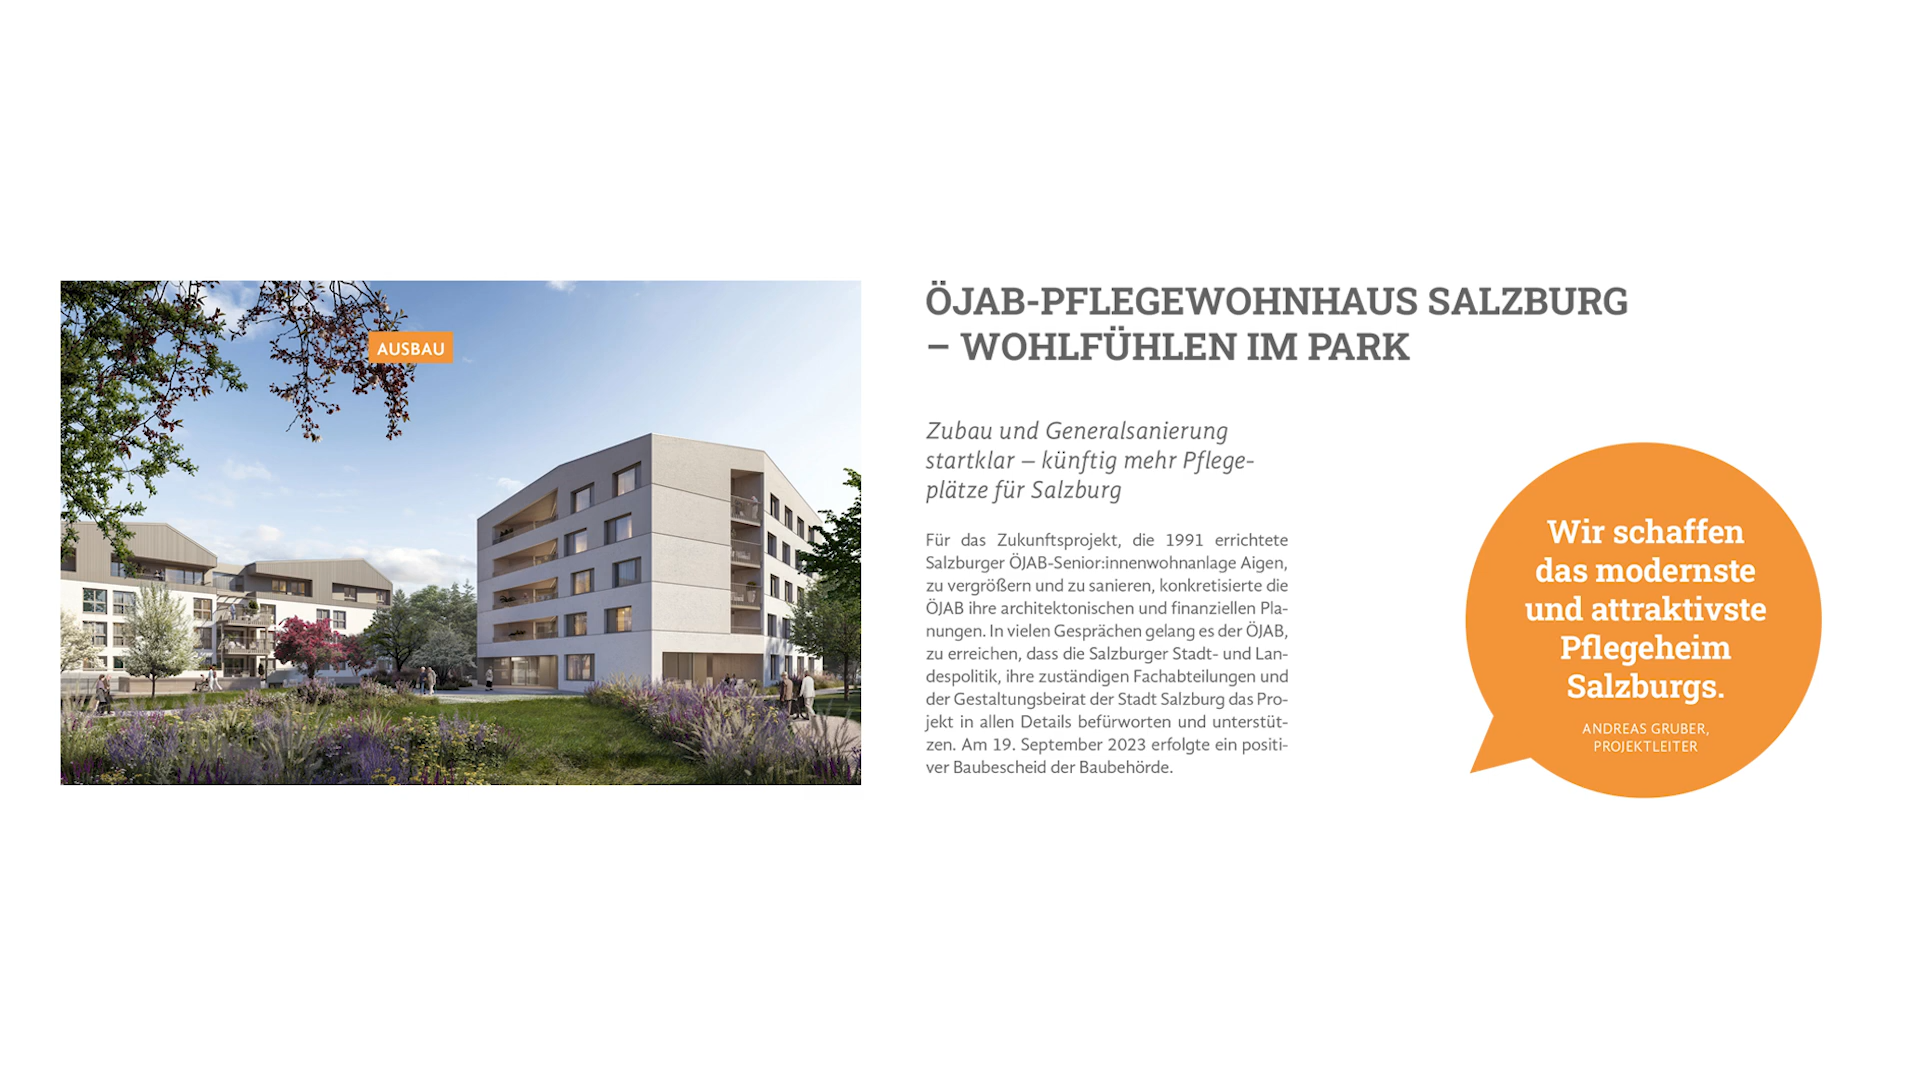 AUSBAU
ÖJAB-PFLEGEWOHNHAUS SALZBURG
– WOHLFÜHLEN IM PARK
Zubau und Generalsanierung
startklar – künftig mehr Pflege-
plätze für Salzburg
Für das Zukunftsprojekt, die 1991 errichtete
Salzburger ÖJAB-Senior:innenwohnanlage Aigen,
zu vergrößern und zu sanieren, konkretisierte die
ÖJAB ihre architektonischen und finanziellen Pla-
nungen. In vielen Gesprächen gelang es der ÖJAB,
zu erreichen, dass die Salzburger Stadt- und Lan-
despolitik, ihre zuständigen Fachabteilungen und
der Gestaltungsbeirat der Stadt Salzburg das Pro-
jekt in allen Details befürworten und unterstüt-
zen. Am 19. September 2023 erfolgte ein positi-
ver Baubescheid der Baubehörde.
Wir schaffen
das modernste
und attraktivste
Pflegeheim
Salzburgs.
ANDREAS GRUBER,
PROJEKTLEITER